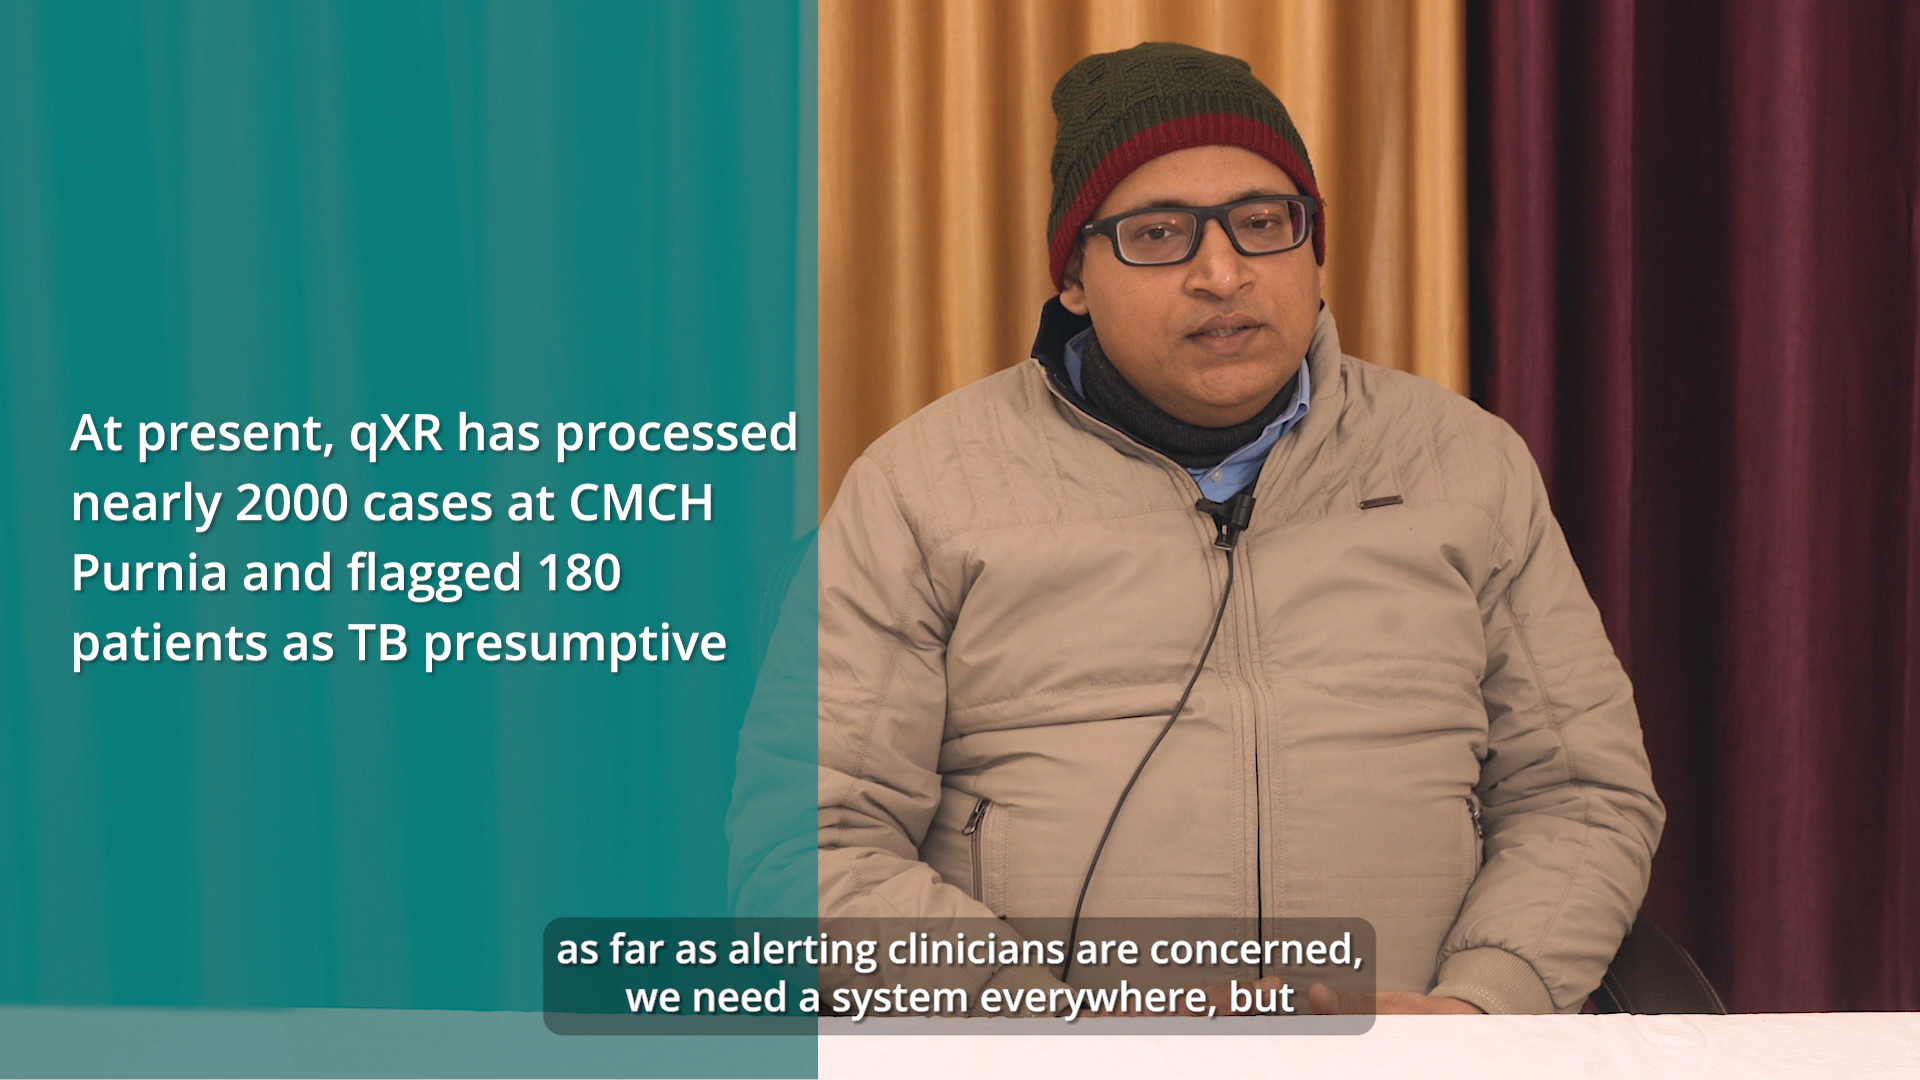 At present, qXR has processed
nearly 2000 cases at CMCH
Purnia and flagged 180
patients as TB presumptive
as far as alerting clinicians are concerned,
we need a system everywhere, but